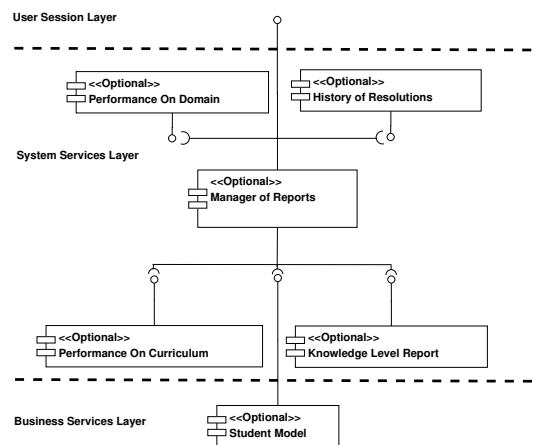 User Session Layer
<<Optional>>
Performance On Domain
<<Optional>>
History of Resolutions
System Services Layer
<<Optional>>
Manager of Reports
<<Optional>>
Performance On Curriculum
<<Optional>>
Knowledge Level Report
Business Services Layer
<<Optional>>
Student Model